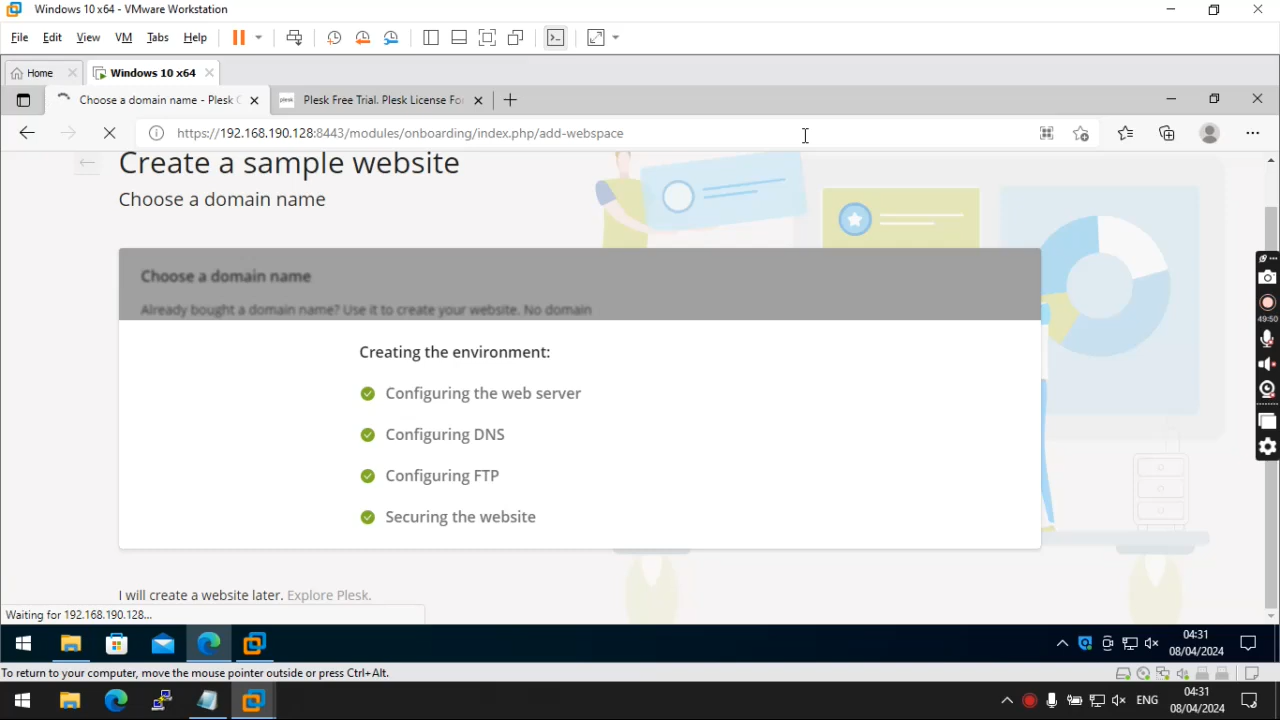 Windows 10 x64 - VMware Workstation
File Edit View VM Tabs Help
Home Windows 10 x64
Choose a domain name - Plesk Plesk Free Trial. Plesk License For
https://192.168.190.128:8443/modules/onboarding/index.php/add-webspace
Create a sample website
Choose a domain name
Choose a domain name
Already bought a domain name? Use it to create your website. No domain
Creating the environment:
Configuring the web server
Configuring DNS
Configuring FTP
Securing the website
I will create a website later. Explore Plesk.
Waiting for 192.168.190.128...
49:50
04:31
08/04/2024
To return to your computer, move the mouse pointer outside or press Ctrl+Alt.
ENG
04:31
08/04/2024